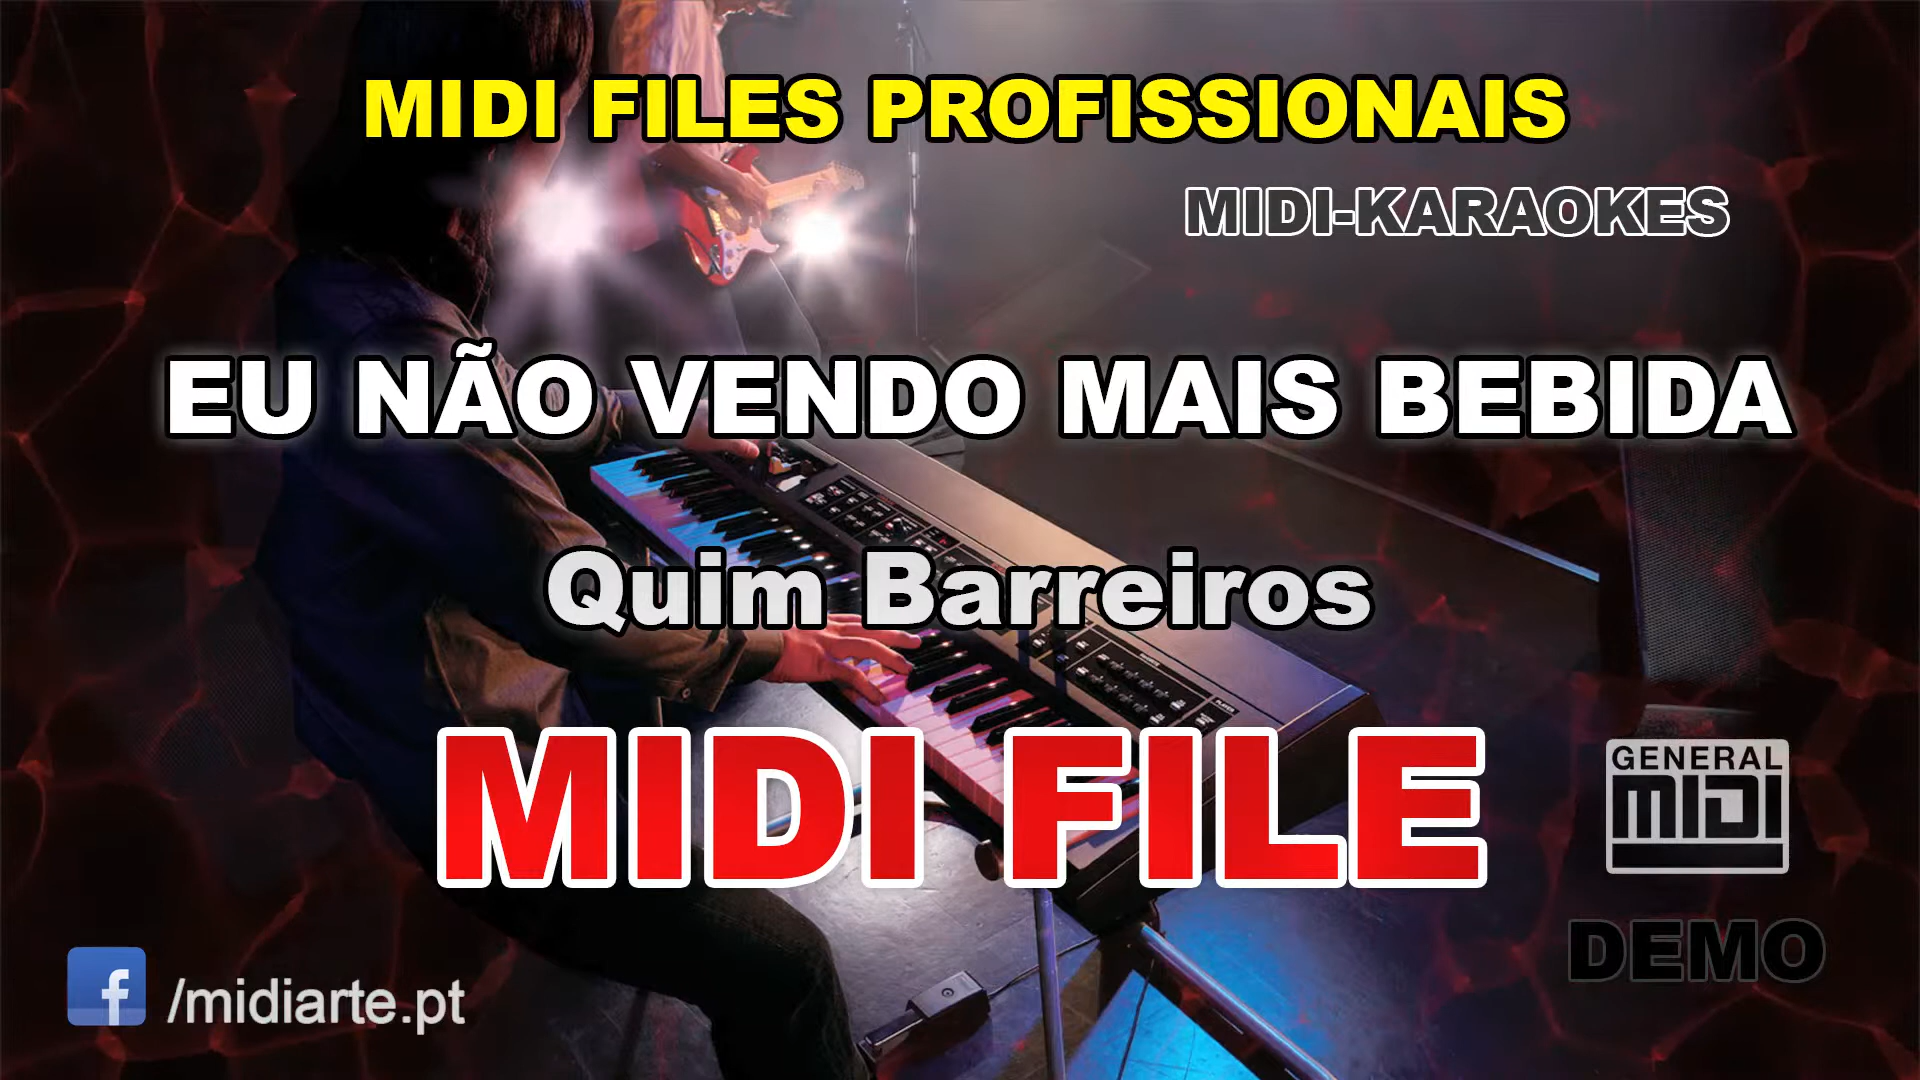 MIDI FILES PROFISSIONAIS
MIDI-KARAOKES
EU NÃO VENDO MAIS BEBIDA
Quim Barreiros
MIDI FILE
GENERAL
MIDI
DEMO
f /midiarte.pt